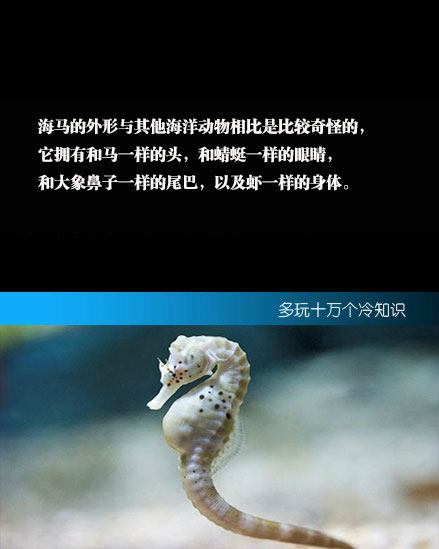 海马的外形与其他海洋动物相比是比较奇怪的，
它拥有和马一样的头，和蜻蜓一样的眼睛，
和大象鼻子一样的尾巴，以及虾一样的身体。
多玩十万个冷知识